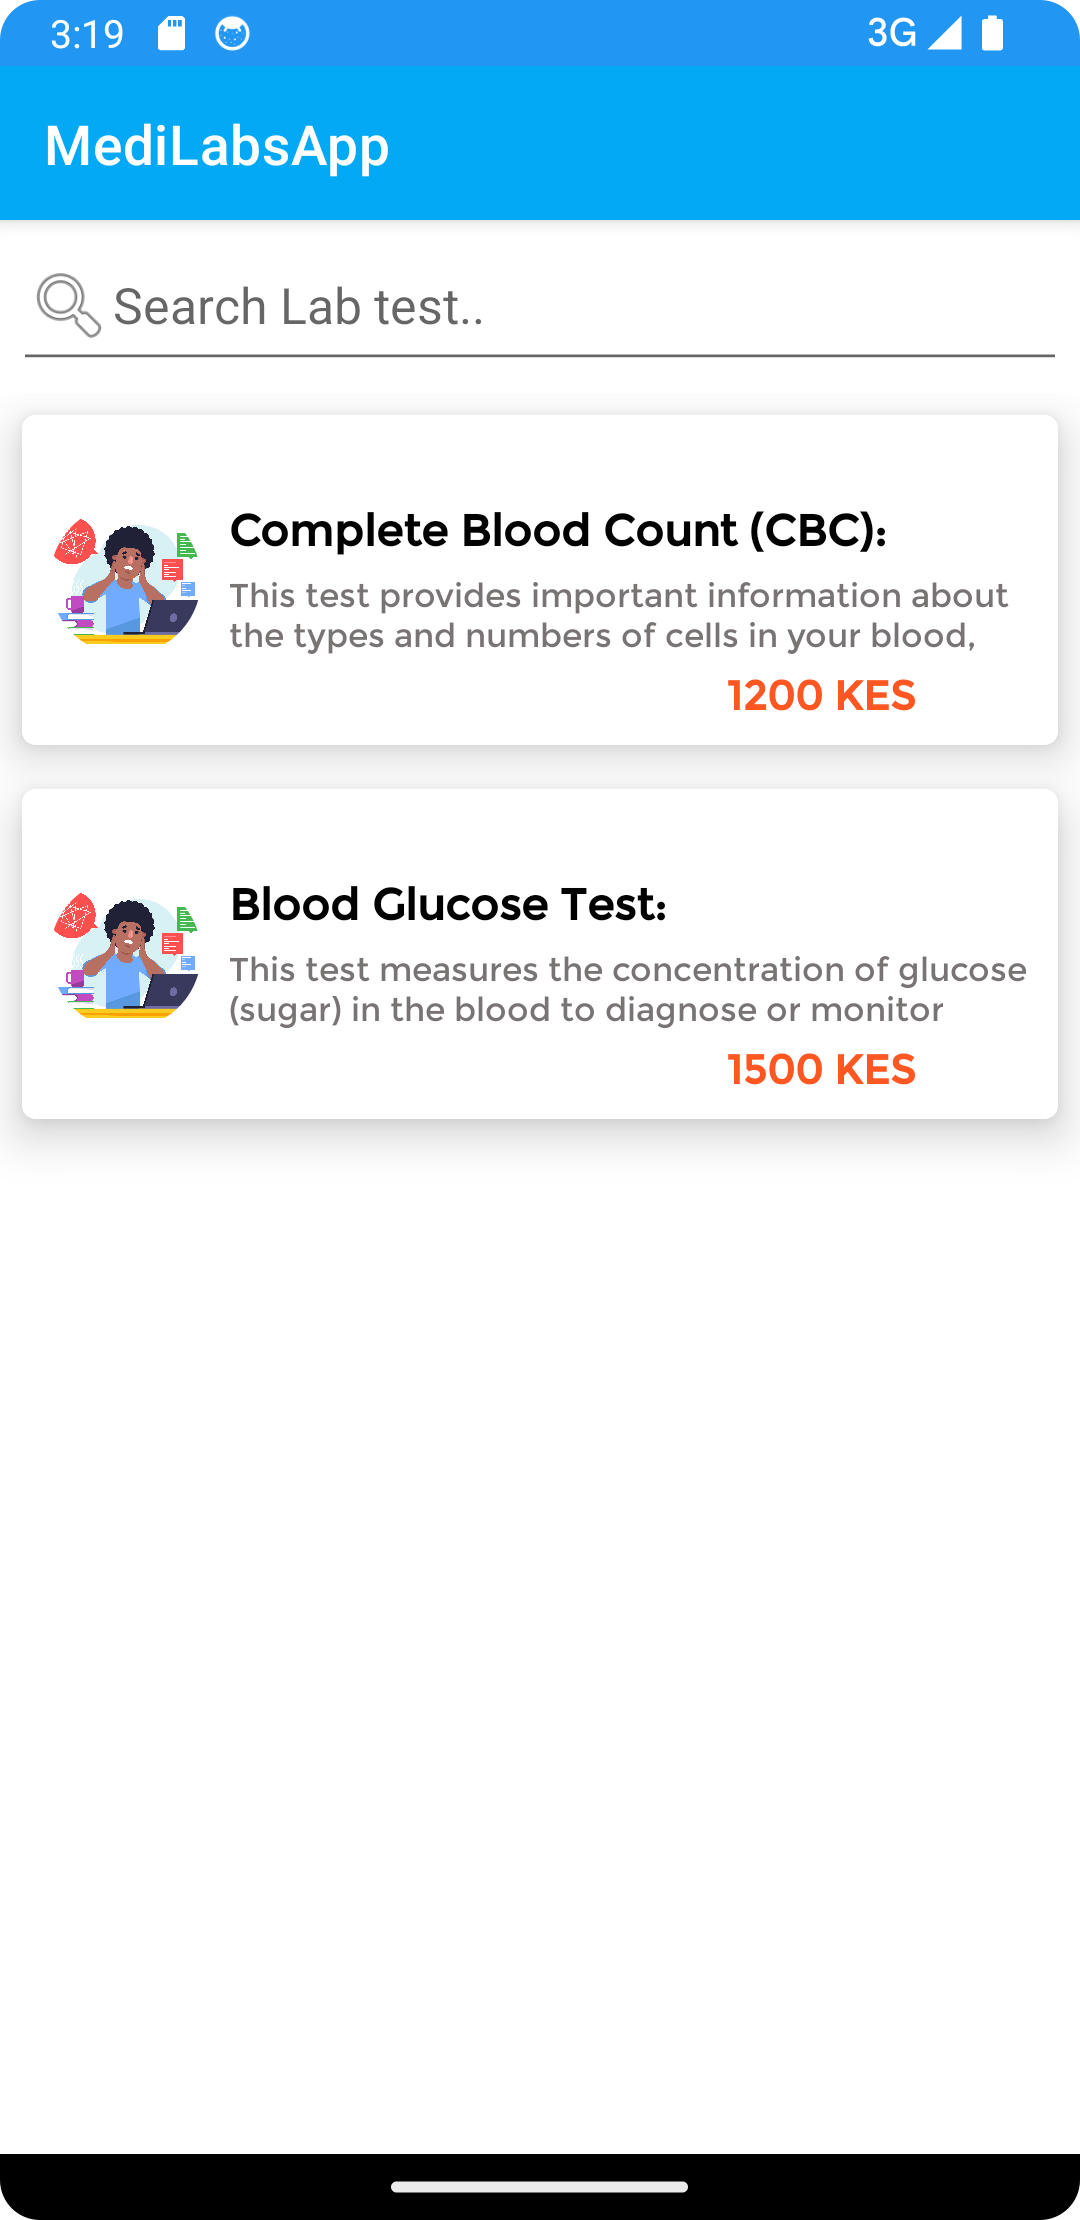 3:19
3G
MediLabsApp
Search Lab test..
Complete Blood Count (CBC):
This test provides important information about
the types and numbers of cells in your blood,
1200 KES
Blood Glucose Test:
This test measures the concentration of glucose
(sugar) in the blood to diagnose or monitor
1500 KES